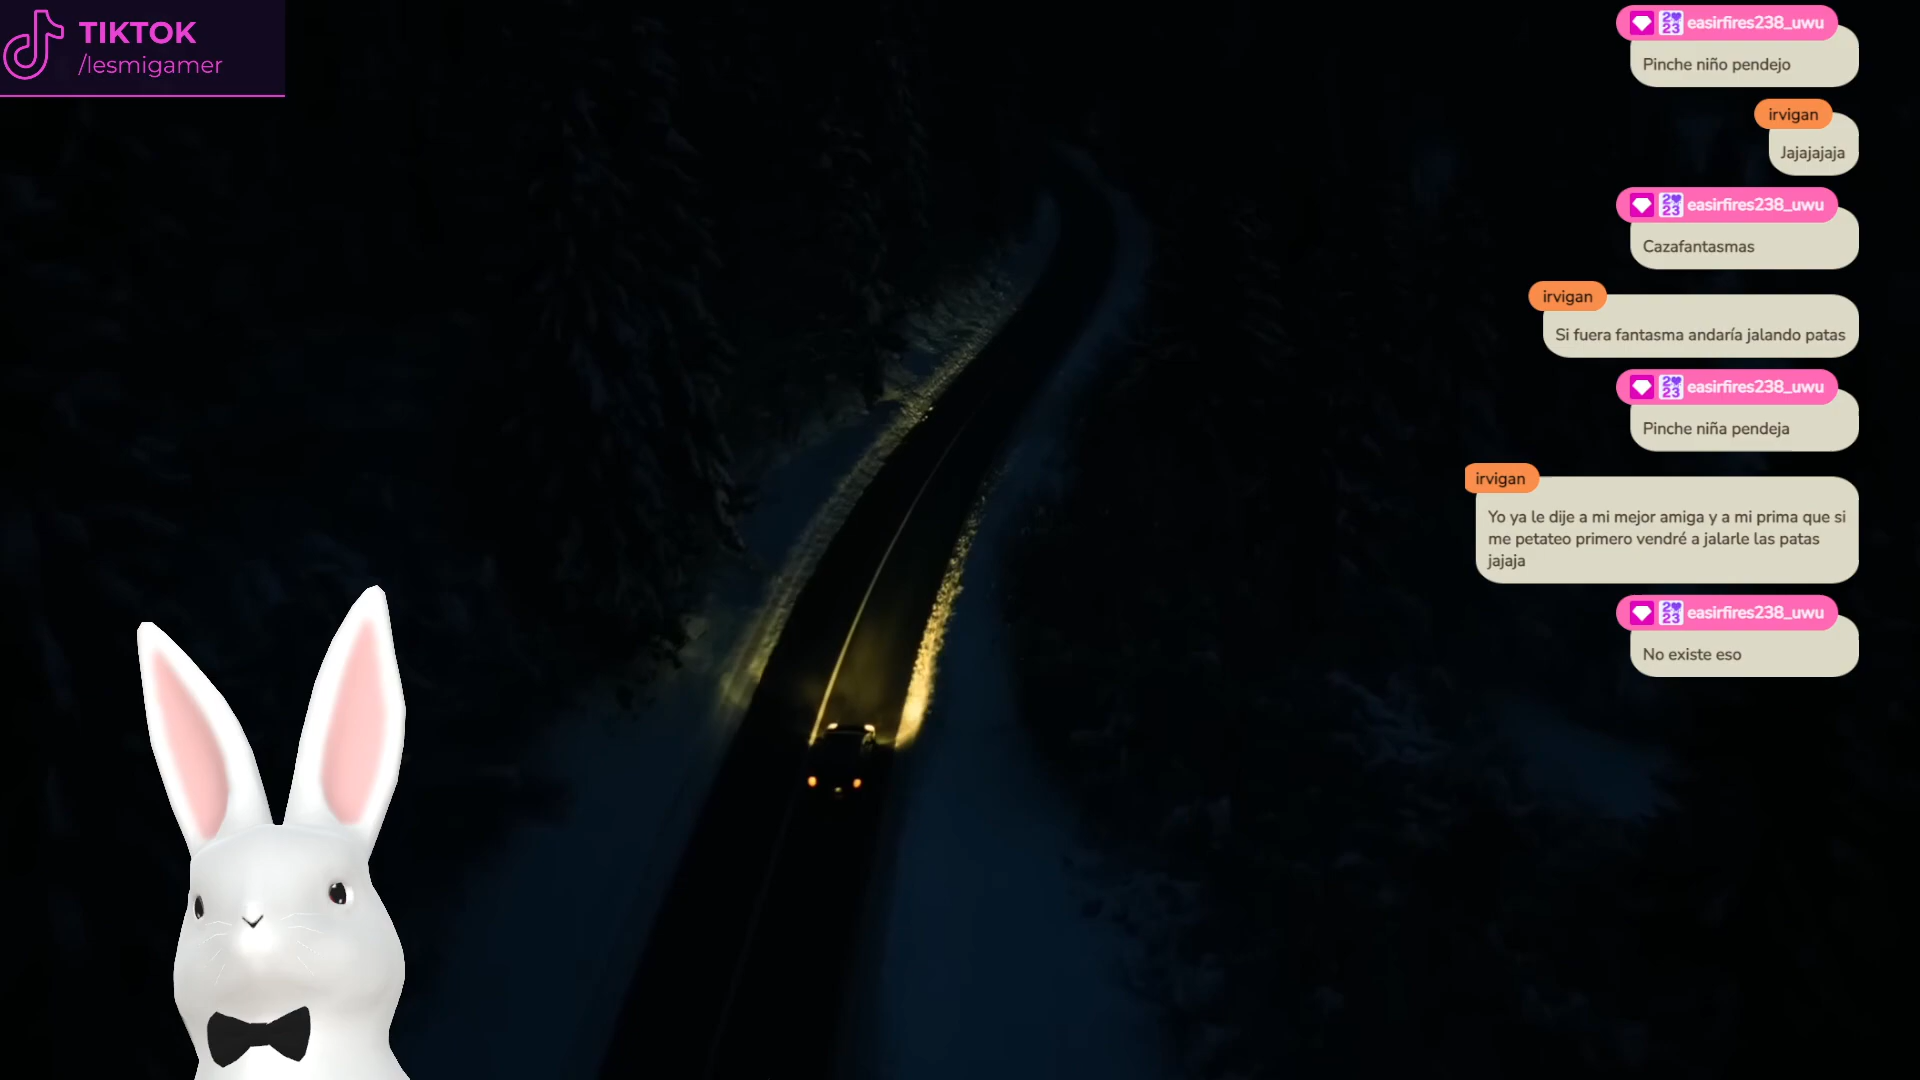 TIKTOK
/lesmigamer
easirfires238_uwu
Pinche niño pendejo
irvigan
Jajajajaja
easirfires238_uwu
Cazafantasmas
irvigan
Si fuera fantasma andaría jalando patas
easirfires238_uwu
Pinche niña pendeja
irvigan
Yo ya le dije a mi mejor amiga y a mi prima que si
me petateo primero vendré a jalarle las patas
jajaja
easirfires238_uwu
No existe eso